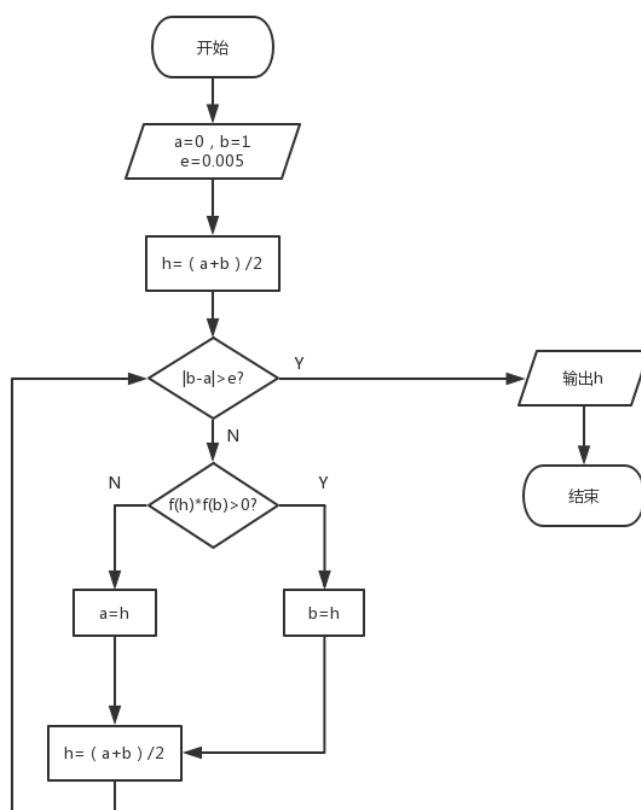 开始
a=0 , b=1
e=0.005
h= ( a+b ) /2
|b-a|>e?
Y
输出h
N
f(h)*f(b)>0?
N
Y
结束
a=h
b=h
h= ( a+b ) /2